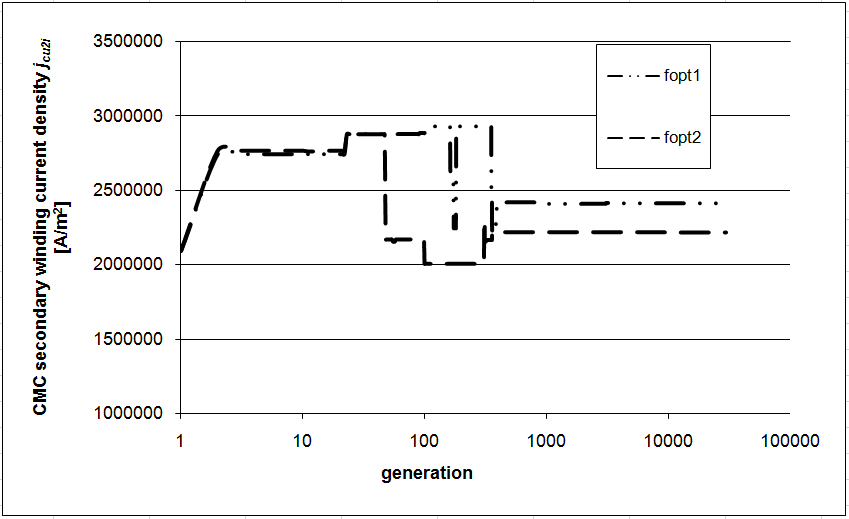 CMC secondary winding current density jcu2i
[A/m²]
3500000
3000000
2500000
2000000
1500000
1000000
1
10
100
1000
10000
100000
generation
fopt1
fopt2